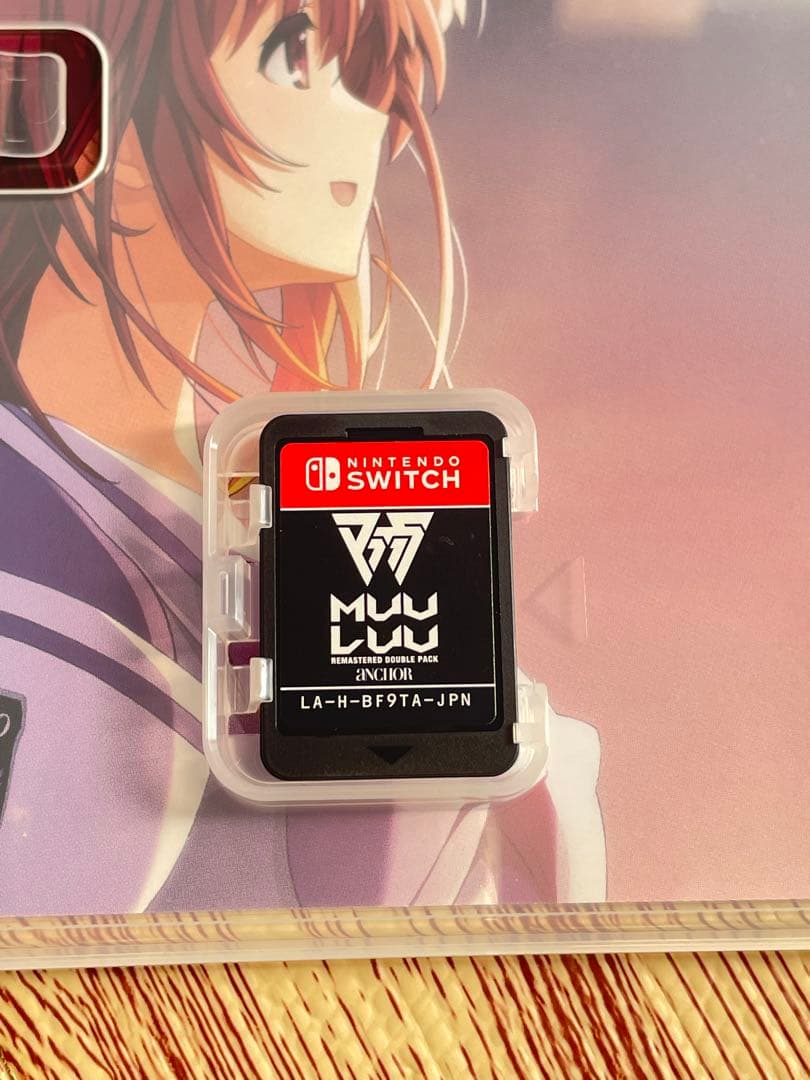 NINTENDO
SWITCH
MUV
LUV
REMASTERED DOUBLE PACK
aNCHOR
LA-H-BF9TA-JPN